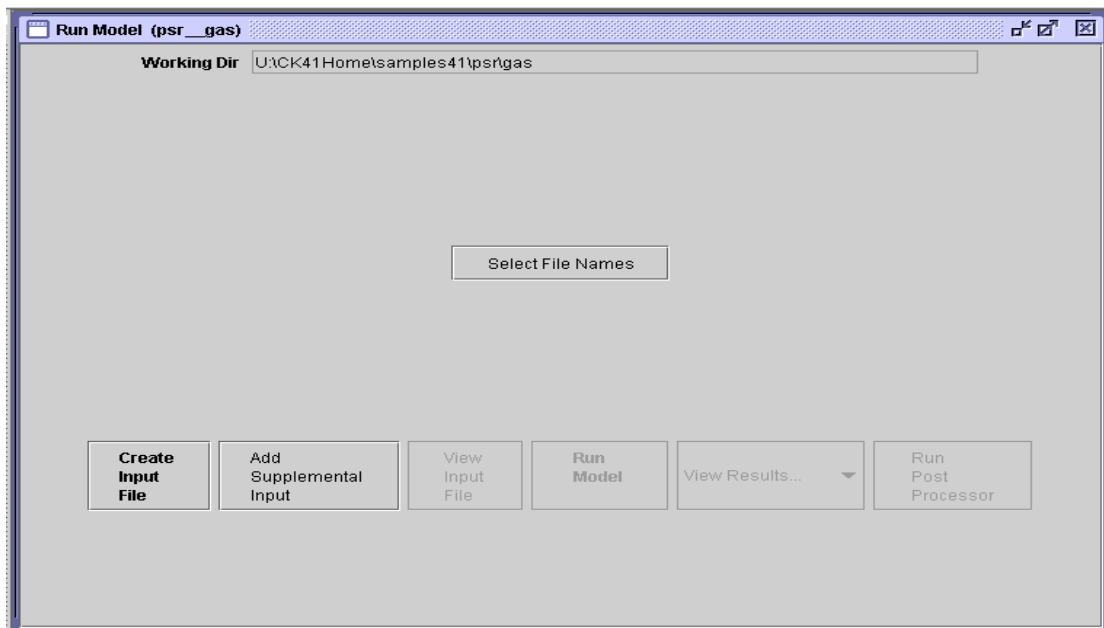 Run Model (psr__gas)
Working Dir U:\CK41Home\samples41\psr\gas
Select File Names
Create
Input
File
Add
Supplemental
Input
View
Input
File
Run
Model
View Results...
Run
Post
Processor